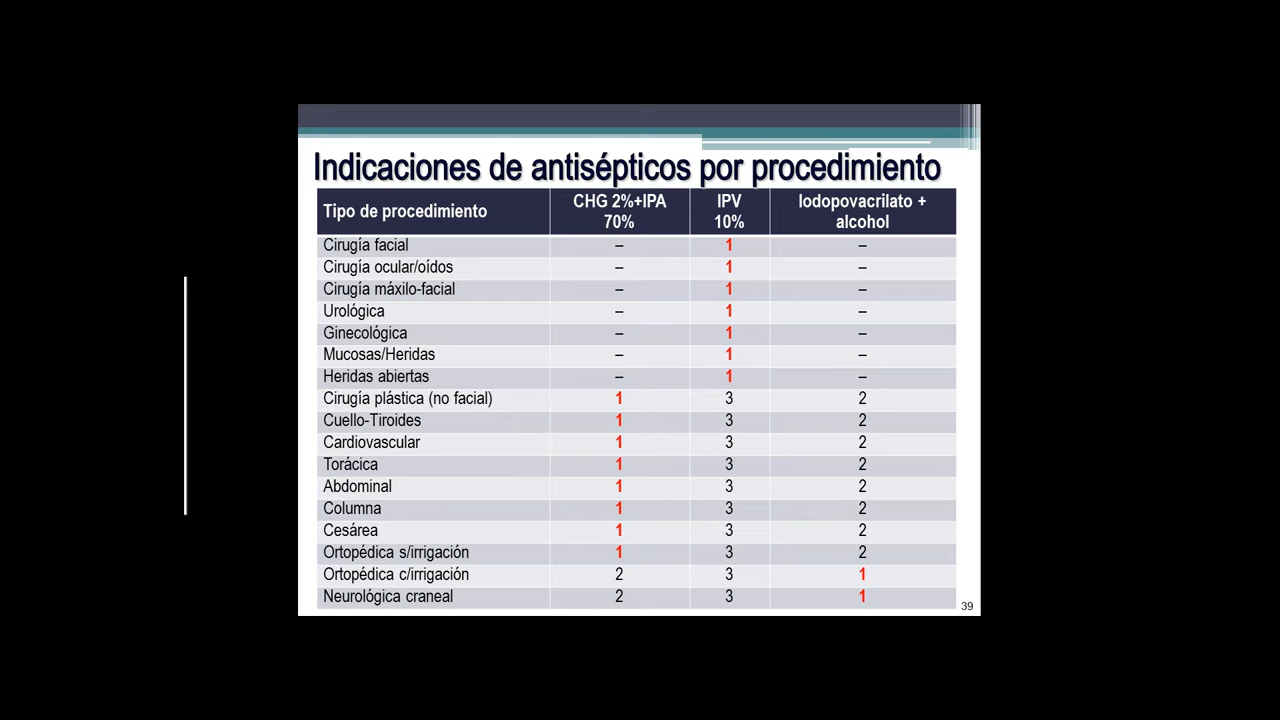 Indicaciones de antisépticos por procedimiento
Tipo de procedimiento CHG 2%+IPA 70% IPV 10% Iodopovacrilato + alcohol
Cirugía facial – 1 –
Cirugía ocular/oídos – 1 –
Cirugía máxilo-facial – 1 –
Urológica – 1 –
Ginecológica – 1 –
Mucosas/Heridas – 1 –
Heridas abiertas – 1 –
Cirugía plástica (no facial) 1 3 2
Cuello-Tiroides 1 3 2
Cardiovascular 1 3 2
Torácica 1 3 2
Abdominal 1 3 2
Columna 1 3 2
Cesárea 1 3 2
Ortopédica s/irrigación 1 3 2
Ortopédica c/irrigación 2 3 1
Neurológica craneal 2 3 1
39